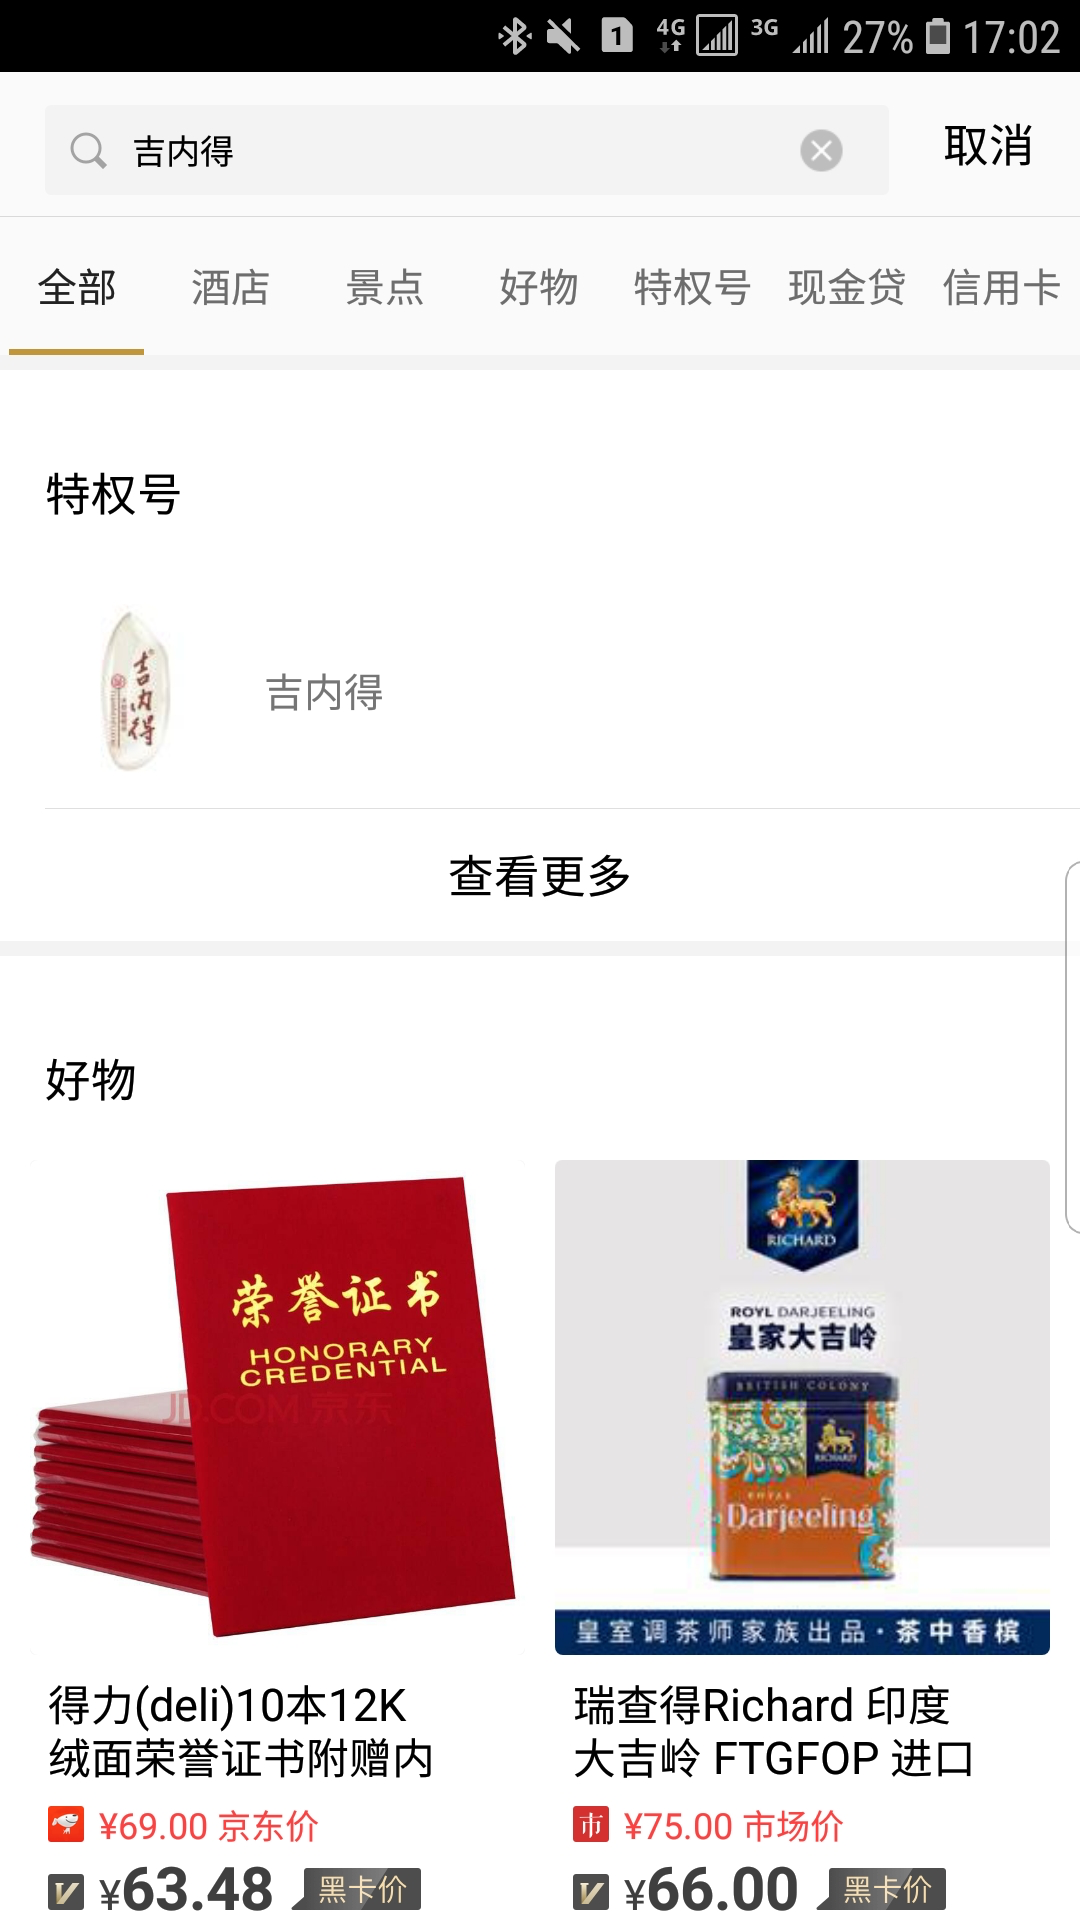 1 4G 3G 27% 17:02
吉内得
取消
全部 酒店 景点 好物 特权号 现金贷 信用卡
特权号
吉内得
吉内得
查看更多
好物
荣誉证书
HONORARY
CREDENTIAL
JD.COM 京东
RICHARD
ROYL DARJEELING
皇家大吉岭
BRITISH COLONY
RICHARD
ROYAL
Darjeeling
皇室调茶师家族出品·茶中香槟
得力(deli)10本12K
绒面荣誉证书附赠内
¥69.00 京东价
¥63.48 黑卡价
瑞查得Richard 印度
大吉岭 FTGFOP 进口
市 ¥75.00 市场价
¥66.00 黑卡价